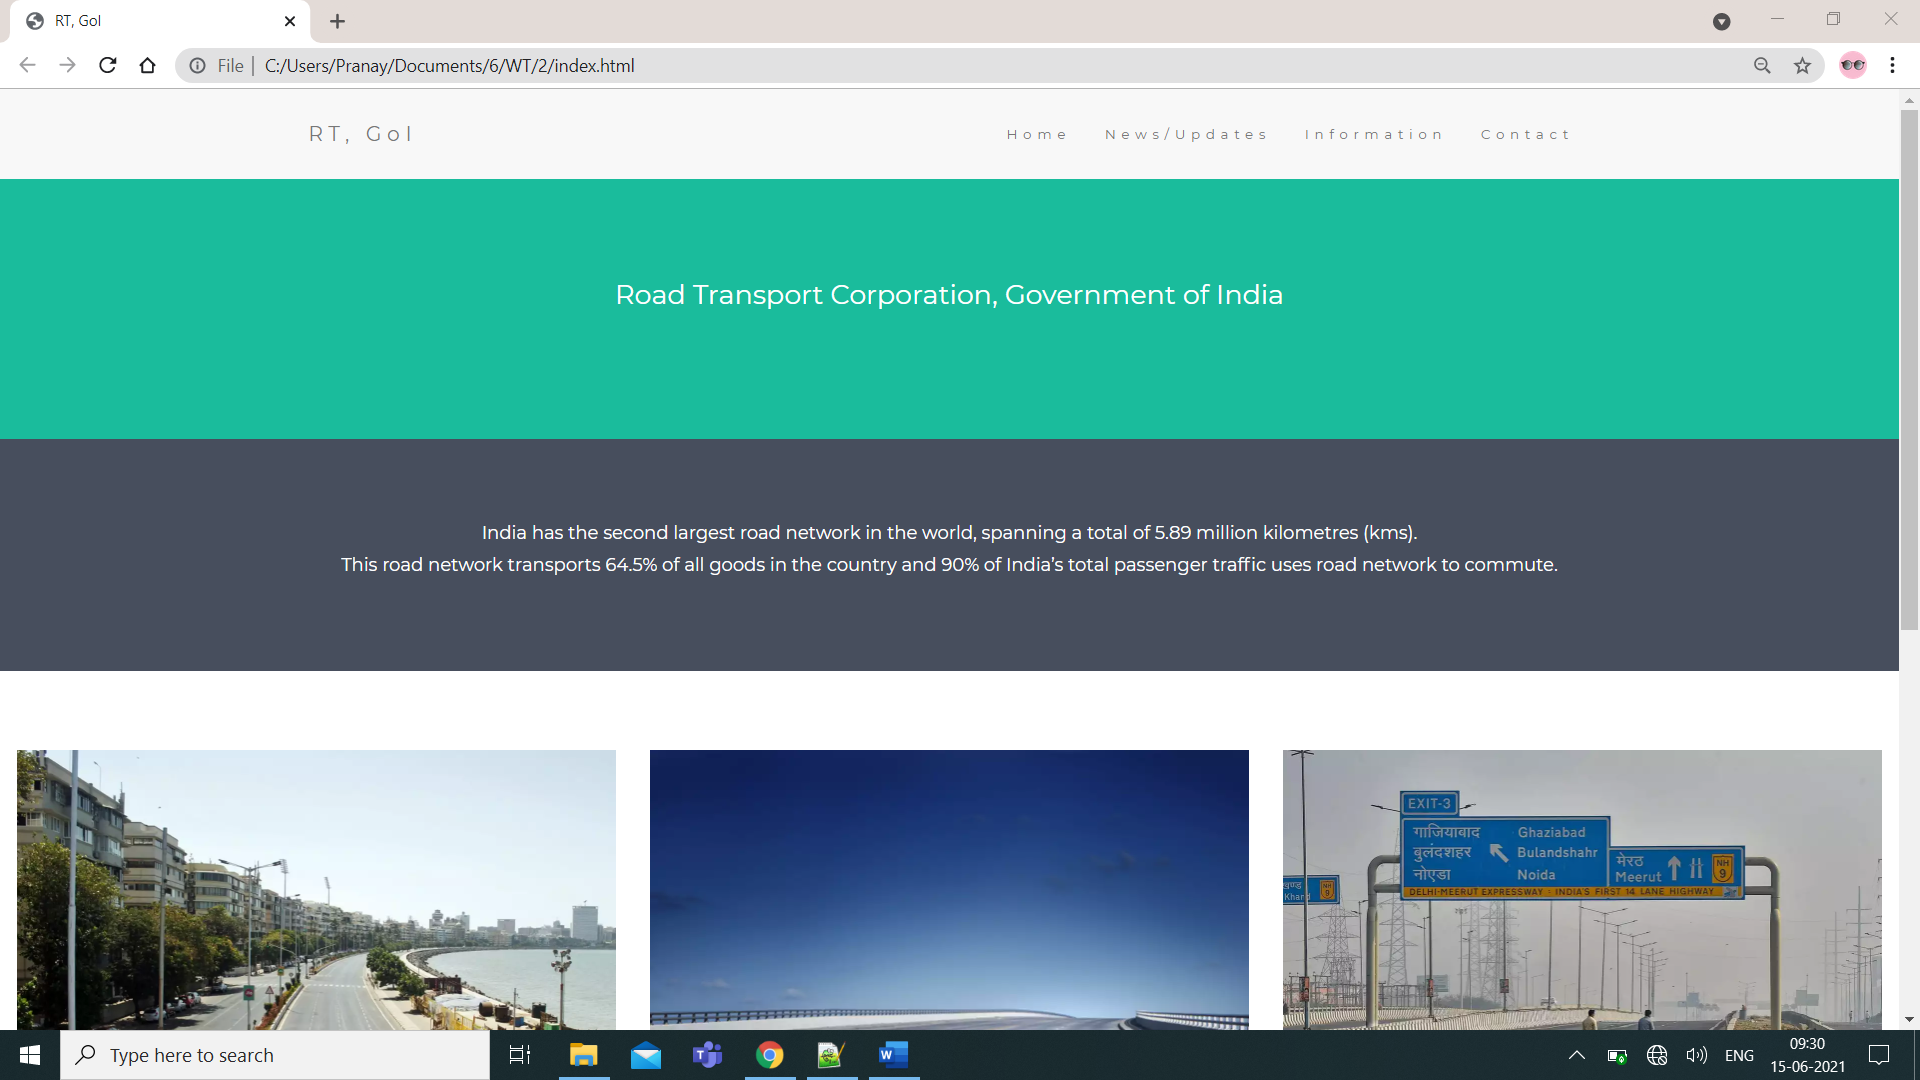 RT, GoI
File
C:/Users/Pranay/Documents/6/WT/2/index.html
RT, GoI
Home News/Updates Information Contact
Road Transport Corporation, Government of India
India has the second largest road network in the world, spanning a total of 5.89 million kilometres (kms).
This road network transports 64.5% of all goods in the country and 90% of India’s total passenger traffic uses road network to commute.
EXIT-3
गाजियाबाद Ghaziabad
बुलंदशहर Bulandshahr
नोएडा Noida
मेरठ
Meerut
NH
9
DELHI-MEERUT EXPRESSWAY : INDIA'S FIRST 14 LANE HIGHWAY
खण्ड
Khand
NH
9
Type here to search
ENG
09:30
15-06-2021